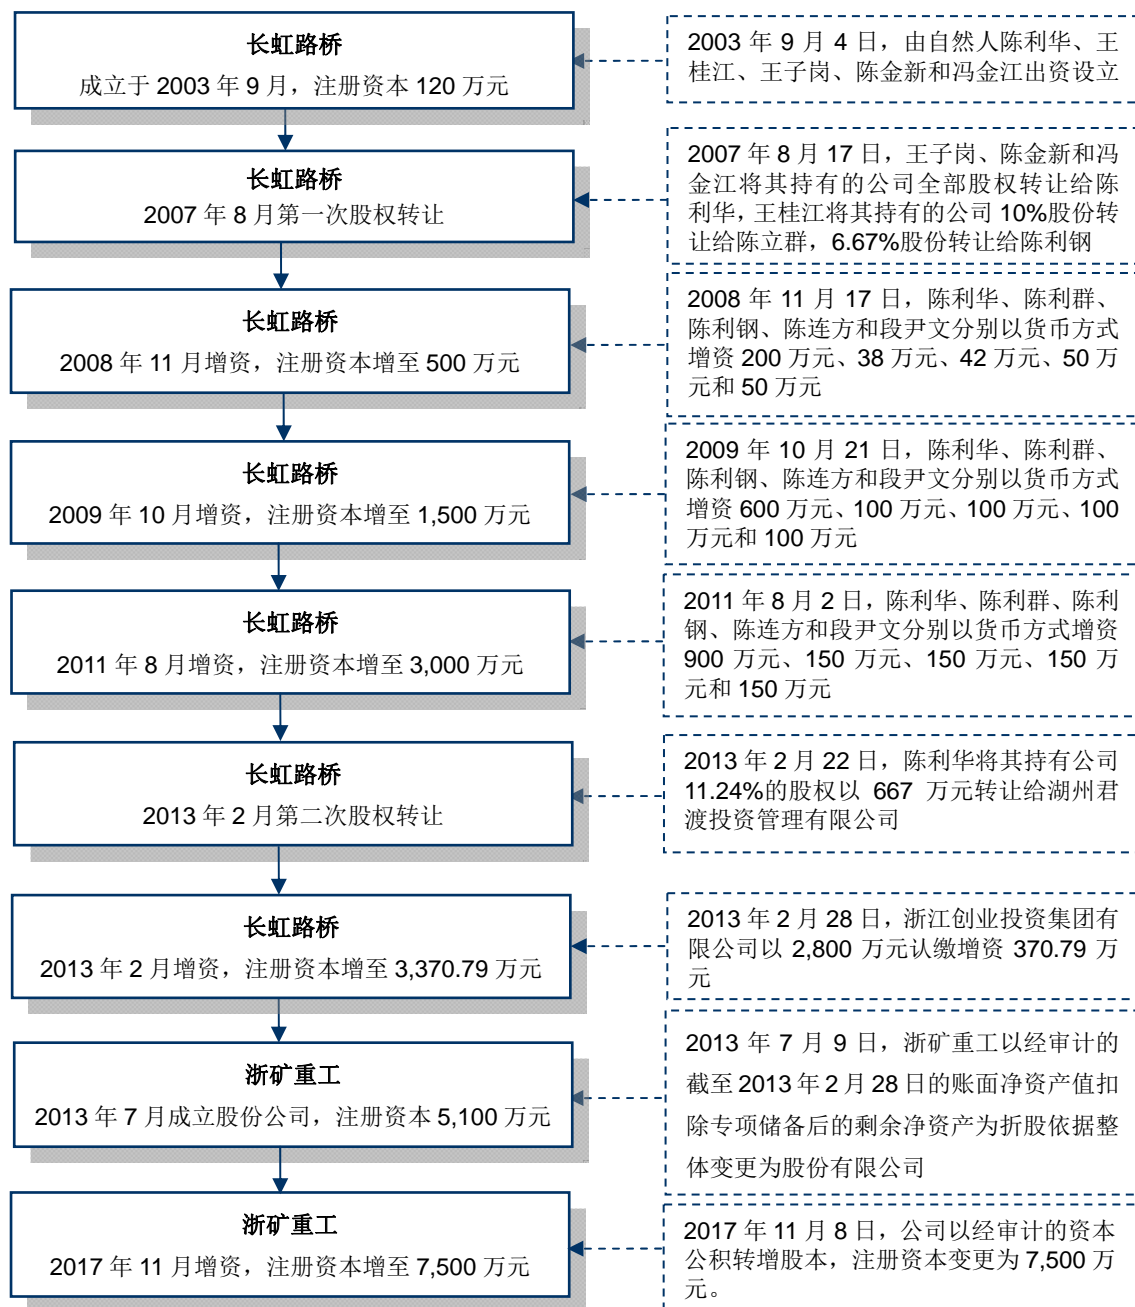 长虹路桥
成立于 2003 年 9 月，注册资本 120 万元
2003 年 9 月 4 日，由自然人陈利华、王
桂江、王子岗、陈金新和冯金江出资设立
长虹路桥
2007 年 8 月第一次股权转让
2007 年 8 月 17 日，王子岗、陈金新和冯
金江将其持有的公司全部股权转让给陈
利华，王桂江将其持有的公司 10%股份转
让给陈立群，6.67%股份转让给陈利钢
长虹路桥
2008 年 11 月增资，注册资本增至 500 万元
2008 年 11 月 17 日，陈利华、陈利群、
陈利钢、陈连方和段尹文分别以货币方式
增资 200 万元、38 万元、42 万元、50 万
元和 50 万元
长虹路桥
2009 年 10 月增资，注册资本增至 1,500 万元
2009 年 10 月 21 日，陈利华、陈利群、
陈利钢、陈连方和段尹文分别以货币方式
增资 600 万元、100 万元、100 万元、100
万元和 100 万元
长虹路桥
2011 年 8 月增资，注册资本增至 3,000 万元
2011 年 8 月 2 日，陈利华、陈利群、陈利
钢、陈连方和段尹文分别以货币方式增资
900 万元、150 万元、150 万元、150 万
元和 150 万元
长虹路桥
2013 年 2 月第二次股权转让
2013 年 2 月 22 日，陈利华将其持有公司
11.24%的股权以 667 万元转让给湖州君
渡投资管理有限公司
长虹路桥
2013 年 2 月增资，注册资本增至 3,370.79 万元
2013 年 2 月 28 日，浙江创业投资集团有
限公司以 2,800 万元认缴增资 370.79 万
元
浙矿重工
2013 年 7 月成立股份公司，注册资本 5,100 万元
2013 年 7 月 9 日，浙矿重工以经审计的
截至 2013 年 2 月 28 日的账面净资产值扣
除专项储备后的剩余净资产为折股依据整
体变更为股份有限公司
浙矿重工
2017 年 11 月增资，注册资本增至 7,500 万元
2017 年 11 月 8 日，公司以经审计的资本
公积转增股本，注册资本变更为 7,500 万
元。